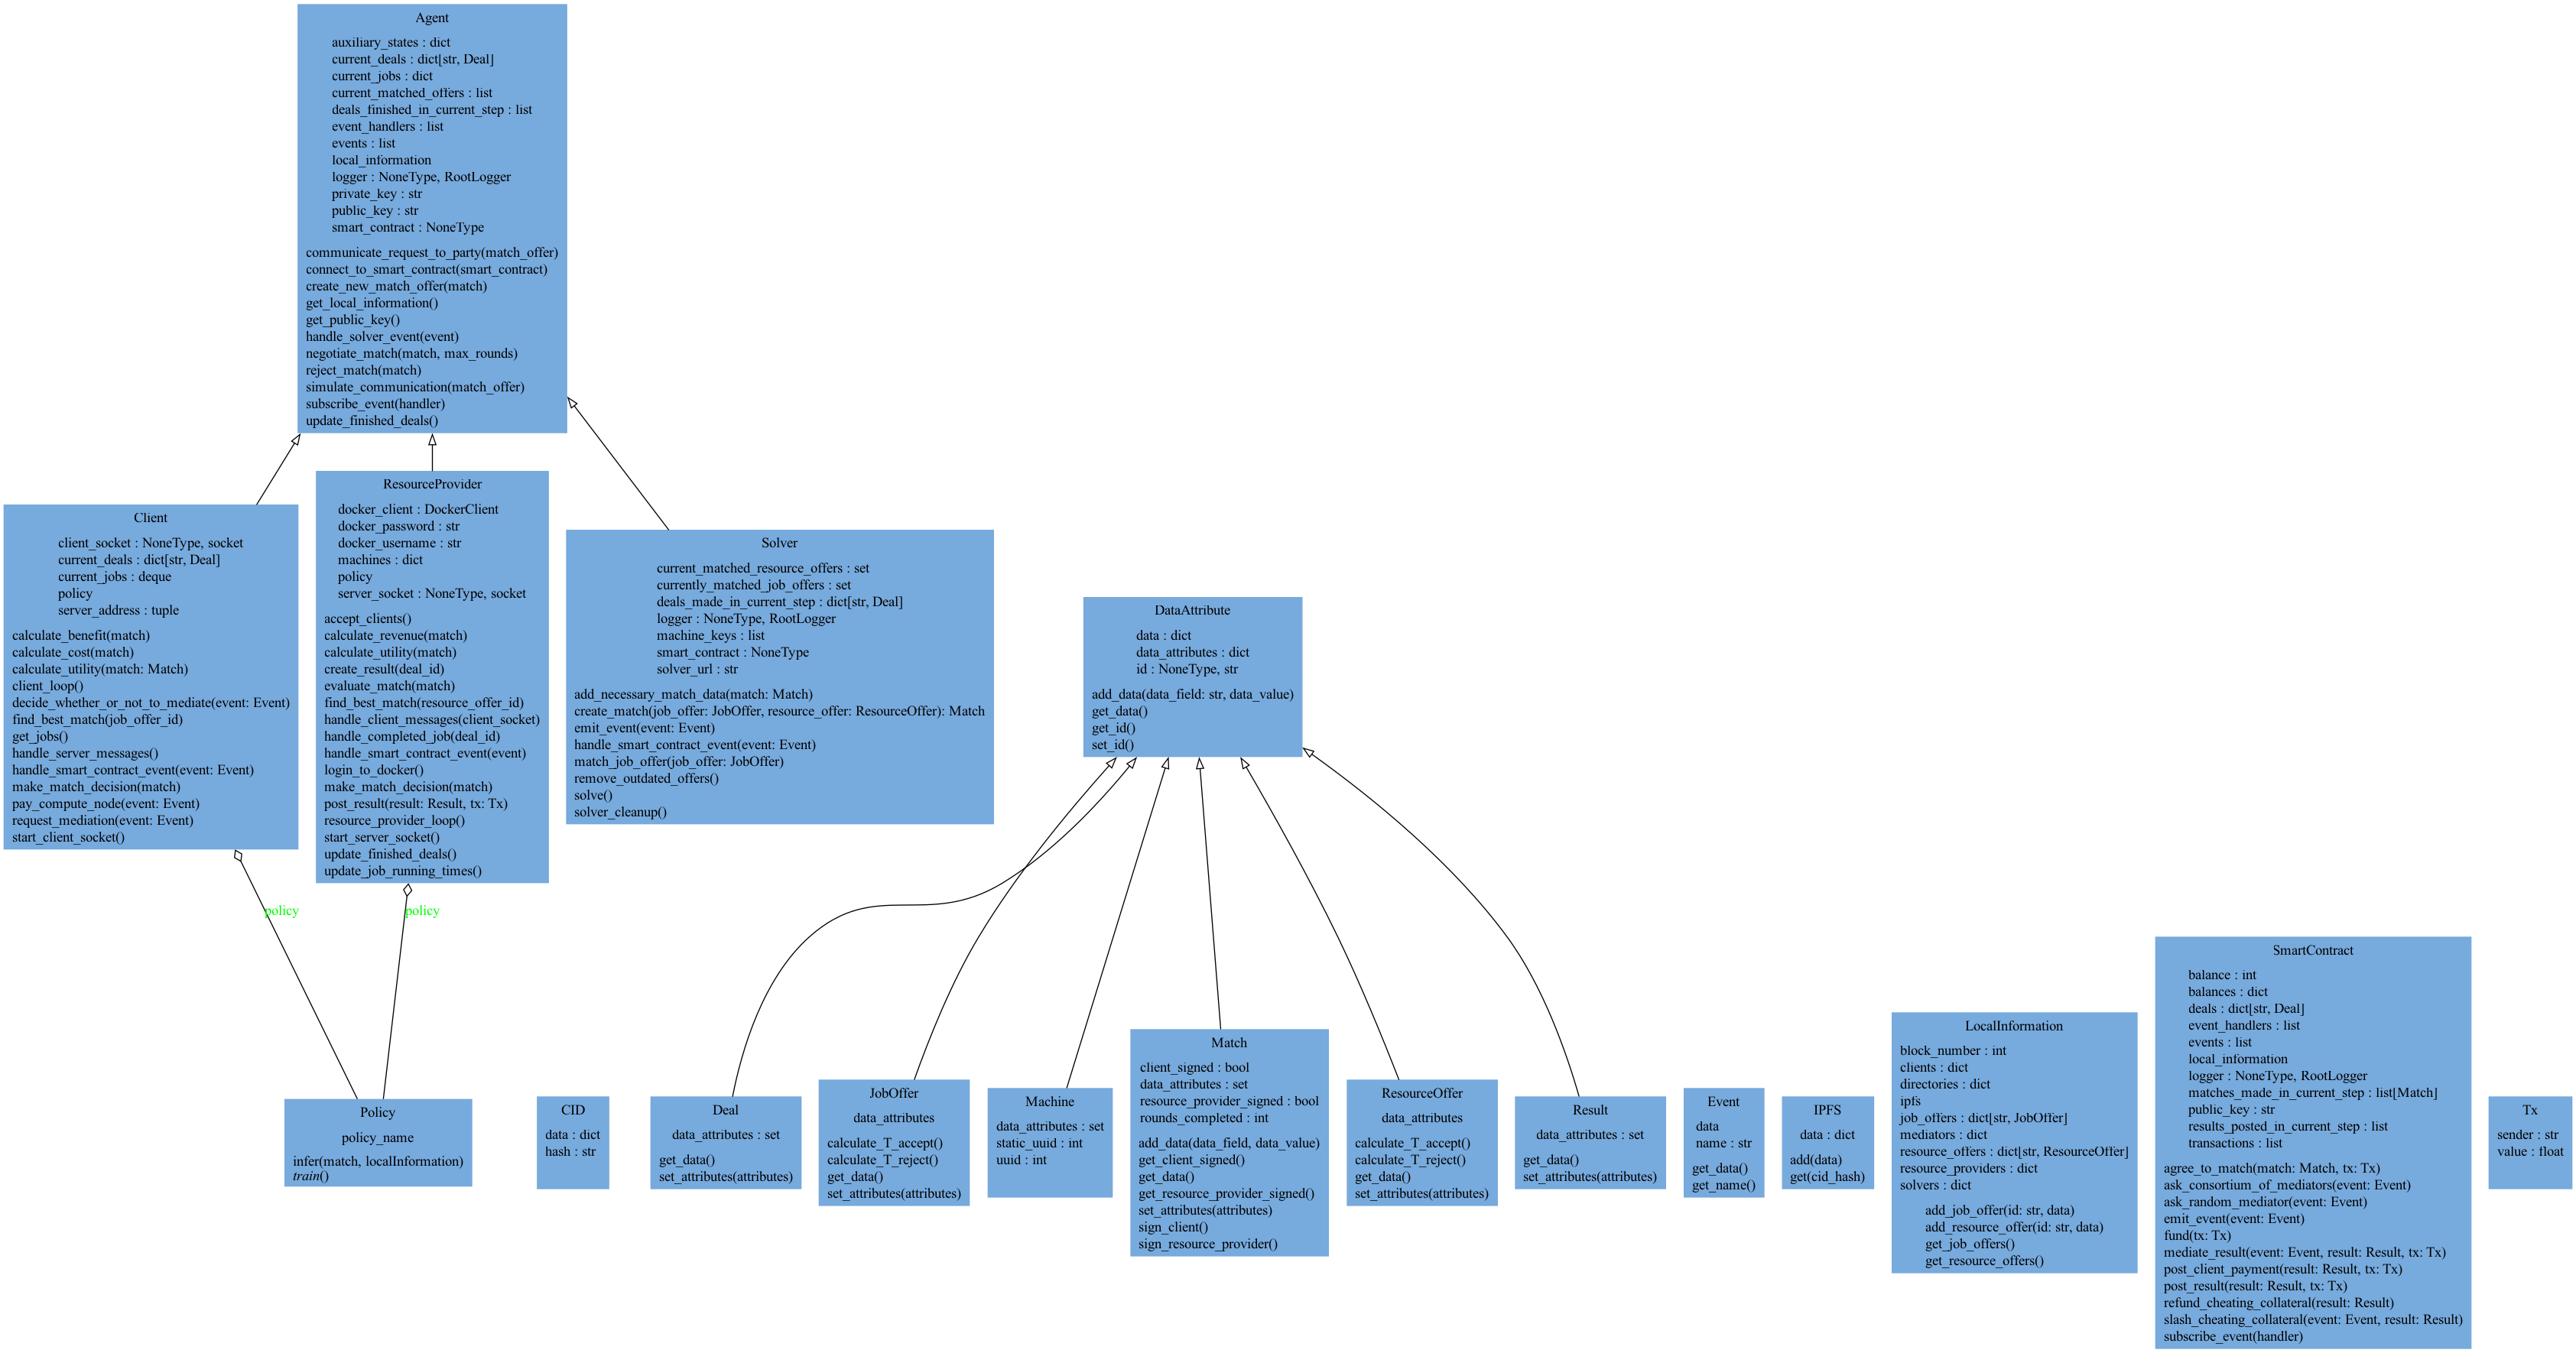 Agent
auxiliary_states : dict
current_deals : dict[str, Deal]
current_jobs : dict
current_matched_offers : list
deals_finished_in_current_step : list
event_handlers : list
events : list
local_information
logger : NoneType, RootLogger
private_key : str
public_key : str
smart_contract : NoneType
communicate_request_to_party(match_offer)
connect_to_smart_contract(smart_contract)
create_new_match_offer(match)
get_local_information()
get_public_key()
handle_solver_event(event)
negotiate_match(match, max_rounds)
reject_match(match)
simulate_communication(match_offer)
subscribe_event(handler)
update_finished_deals()
Client
client_socket : NoneType, socket
current_deals : dict[str, Deal]
current_jobs : deque
policy
server_address : tuple
calculate_benefit(match)
calculate_cost(match)
calculate_utility(match: Match)
client_loop()
decide_whether_or_not_to_mediate(event: Event)
find_best_match(job_offer_id)
get_jobs()
handle_server_messages()
handle_smart_contract_event(event: Event)
make_match_decision(match)
pay_compute_node(event: Event)
request_mediation(event: Event)
start_client_socket()
ResourceProvider
docker_client : DockerClient
docker_password : str
docker_username : str
machines : dict
policy
server_socket : NoneType, socket
accept_clients()
calculate_revenue(match)
calculate_utility(match)
create_result(deal_id)
evaluate_match(match)
find_best_match(resource_offer_id)
handle_client_messages(client_socket)
handle_completed_job(deal_id)
handle_smart_contract_event(event)
login_to_docker()
make_match_decision(match)
post_result(result: Result, tx: Tx)
resource_provider_loop()
start_server_socket()
update_finished_deals()
update_job_running_times()
Solver
current_matched_resource_offers : set
currently_matched_job_offers : set
deals_made_in_current_step : dict[str, Deal]
logger : NoneType, RootLogger
machine_keys : list
smart_contract : NoneType
solver_url : str
add_necessary_match_data(match: Match)
create_match(job_offer: JobOffer, resource_offer: ResourceOffer): Match
emit_event(event: Event)
handle_smart_contract_event(event: Event)
match_job_offer(job_offer: JobOffer)
remove_outdated_offers()
solve()
solver_cleanup()
DataAttribute
data : dict
data_attributes : dict
id : NoneType, str
add_data(data_field: str, data_value)
get_data()
get_id()
set_id()
policy
policy
Policy
policy_name
infer(match, localInformation)
train()
CID
data : dict
hash : str
Deal
data_attributes : set
get_data()
set_attributes(attributes)
JobOffer
data_attributes
calculate_T_accept()
calculate_T_reject()
get_data()
set_attributes(attributes)
Machine
data_attributes : set
static_uuid : int
uuid : int
Match
client_signed : bool
data_attributes : set
resource_provider_signed : bool
rounds_completed : int
add_data(data_field, data_value)
get_client_signed()
get_data()
get_resource_provider_signed()
set_attributes(attributes)
sign_client()
sign_resource_provider()
ResourceOffer
data_attributes
calculate_T_accept()
calculate_T_reject()
get_data()
set_attributes(attributes)
Result
data_attributes : set
get_data()
set_attributes(attributes)
Event
data
name : str
get_data()
get_name()
IPFS
data : dict
add(data)
get(cid_hash)
LocalInformation
block_number : int
clients : dict
directories : dict
ipfs
job_offers : dict[str, JobOffer]
mediators : dict
resource_offers : dict[str, ResourceOffer]
resource_providers : dict
solvers : dict
add_job_offer(id: str, data)
add_resource_offer(id: str, data)
get_job_offers()
get_resource_offers()
SmartContract
balance : int
balances : dict
deals : dict[str, Deal]
event_handlers : list
events : list
local_information
logger : NoneType, RootLogger
matches_made_in_current_step : list[Match]
public_key : str
results_posted_in_current_step : list
transactions : list
agree_to_match(match: Match, tx: Tx)
ask_consortium_of_mediators(event: Event)
ask_random_mediator(event: Event)
emit_event(event: Event)
fund(tx: Tx)
mediate_result(event: Event, result: Result, tx: Tx)
post_client_payment(result: Result, tx: Tx)
post_result(result: Result, tx: Tx)
refund_cheating_collateral(result: Result)
slash_cheating_collateral(event: Event, result: Result)
subscribe_event(handler)
Tx
sender : str
value : float